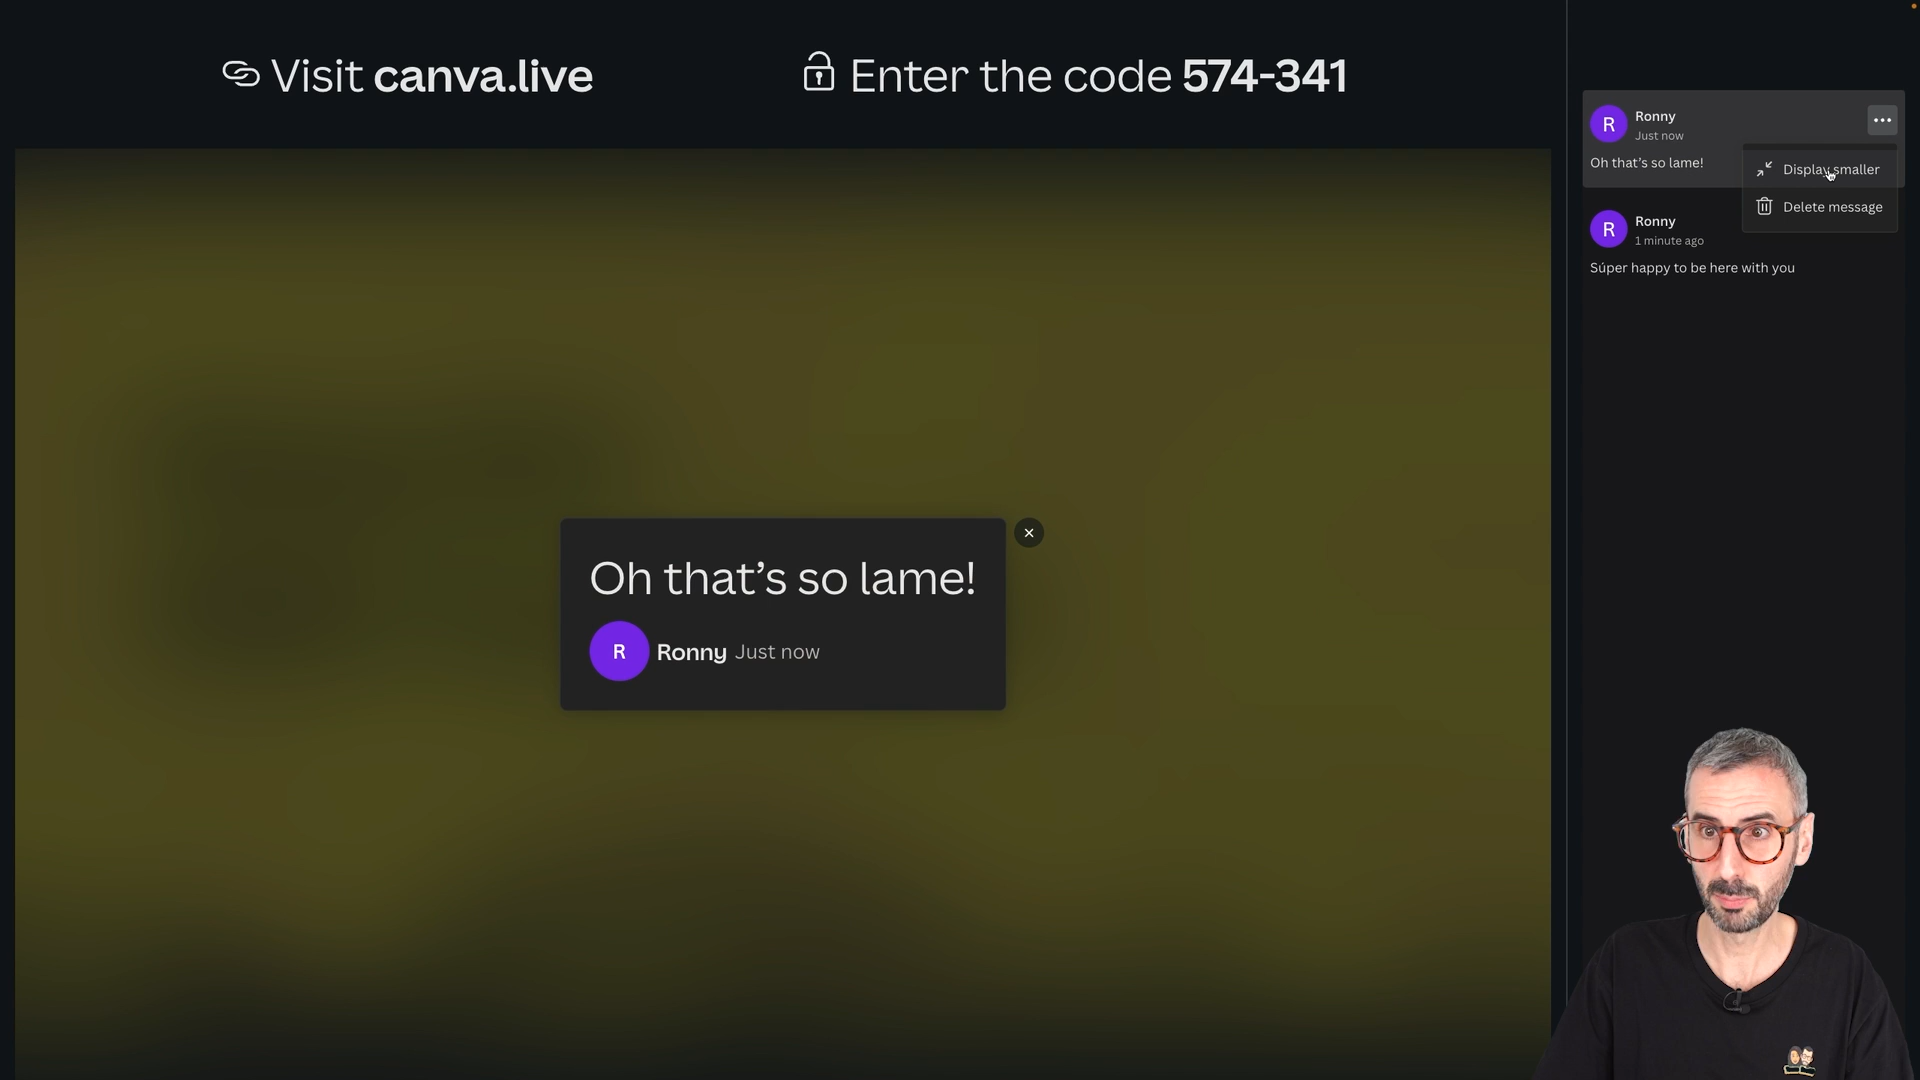 Visit canva.live
Enter the code 574-341
R
Ronny
Just now
Oh that’s so lame!
Display smaller
Delete message
R
Ronny
1 minute ago
Súper happy to be here with you
Oh that’s so lame!
R
Ronny Just now